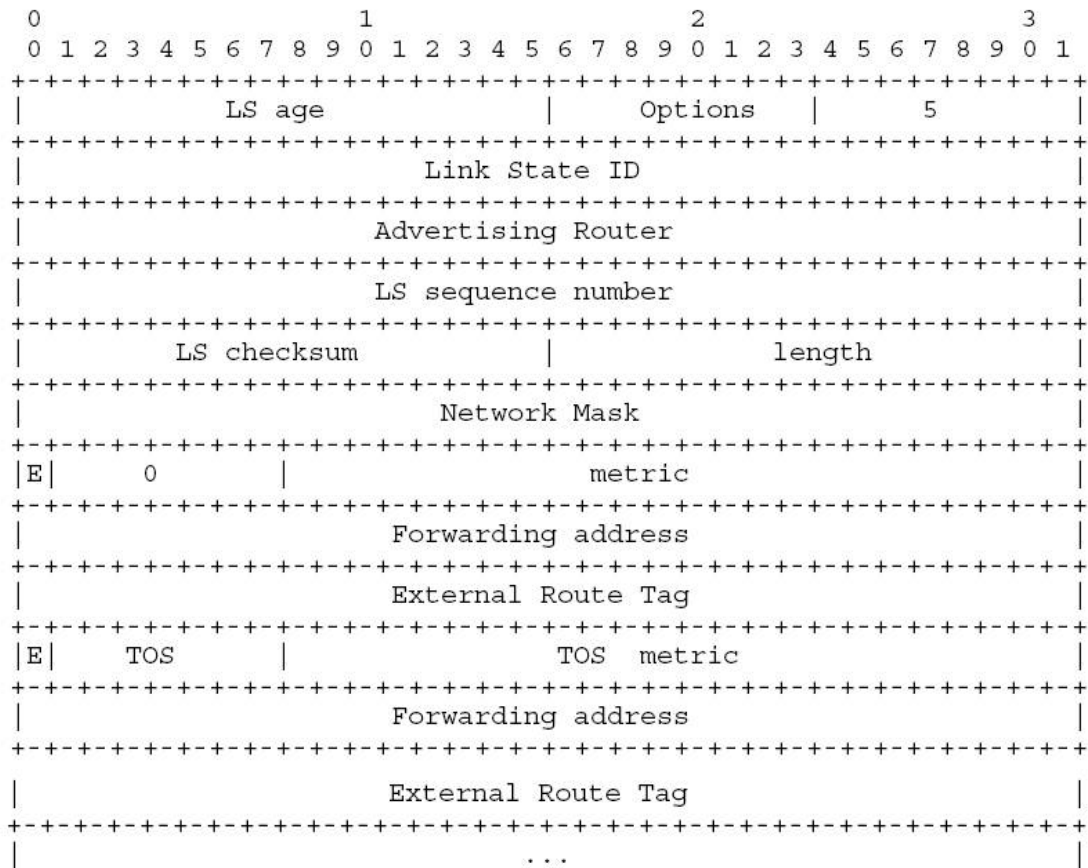 0                   1                   2                   3
0 1 2 3 4 5 6 7 8 9 0 1 2 3 4 5 6 7 8 9 0 1 2 3 4 5 6 7 8 9 0 1
+-+-+-+-+-+-+-+-+-+-+-+-+-+-+-+-+-+-+-+-+-+-+-+-+-+-+-+-+-+-+-+-+
| LS age | Options | 5 |
+-+-+-+-+-+-+-+-+-+-+-+-+-+-+-+-+-+-+-+-+-+-+-+-+-+-+-+-+-+-+-+-+
| Link State ID |
+-+-+-+-+-+-+-+-+-+-+-+-+-+-+-+-+-+-+-+-+-+-+-+-+-+-+-+-+-+-+-+-+
| Advertising Router |
+-+-+-+-+-+-+-+-+-+-+-+-+-+-+-+-+-+-+-+-+-+-+-+-+-+-+-+-+-+-+-+-+
| LS sequence number |
+-+-+-+-+-+-+-+-+-+-+-+-+-+-+-+-+-+-+-+-+-+-+-+-+-+-+-+-+-+-+-+-+
| LS checksum | length |
+-+-+-+-+-+-+-+-+-+-+-+-+-+-+-+-+-+-+-+-+-+-+-+-+-+-+-+-+-+-+-+-+
| Network Mask |
+-+-+-+-+-+-+-+-+-+-+-+-+-+-+-+-+-+-+-+-+-+-+-+-+-+-+-+-+-+-+-+-+
|E| 0 | metric |
+-+-+-+-+-+-+-+-+-+-+-+-+-+-+-+-+-+-+-+-+-+-+-+-+-+-+-+-+-+-+-+-+
| Forwarding address |
+-+-+-+-+-+-+-+-+-+-+-+-+-+-+-+-+-+-+-+-+-+-+-+-+-+-+-+-+-+-+-+-+
| External Route Tag |
+-+-+-+-+-+-+-+-+-+-+-+-+-+-+-+-+-+-+-+-+-+-+-+-+-+-+-+-+-+-+-+-+
|E| TOS | TOS metric |
+-+-+-+-+-+-+-+-+-+-+-+-+-+-+-+-+-+-+-+-+-+-+-+-+-+-+-+-+-+-+-+-+
| Forwarding address |
+-+-+-+-+-+-+-+-+-+-+-+-+-+-+-+-+-+-+-+-+-+-+-+-+-+-+-+-+-+-+-+-+
| External Route Tag |
+-+-+-+-+-+-+-+-+-+-+-+-+-+-+-+-+-+-+-+-+-+-+-+-+-+-+-+-+-+-+-+-+
| ... |